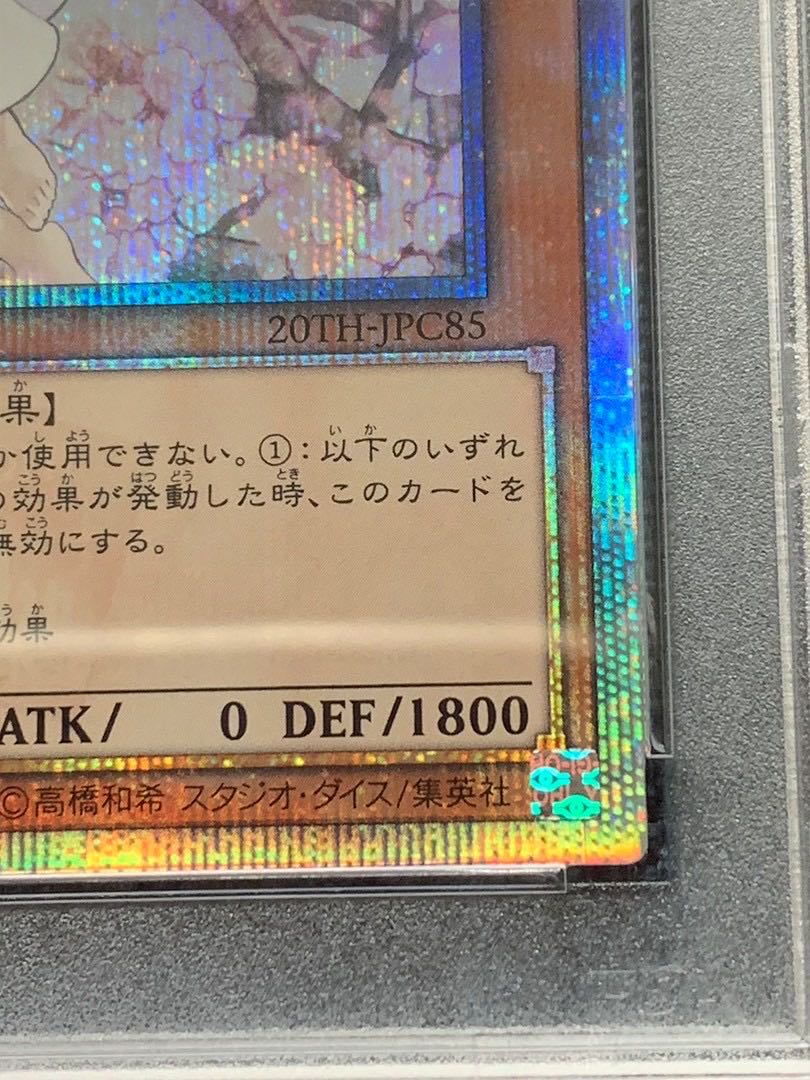 20TH-JPC85
果】
か使用できない。①：以下のいずれ
の効果が発動した時、このカードを
無効にする。
効果
ATK/ 0 DEF/1800
©高橋和希 スタジオ・ダイス/集英社